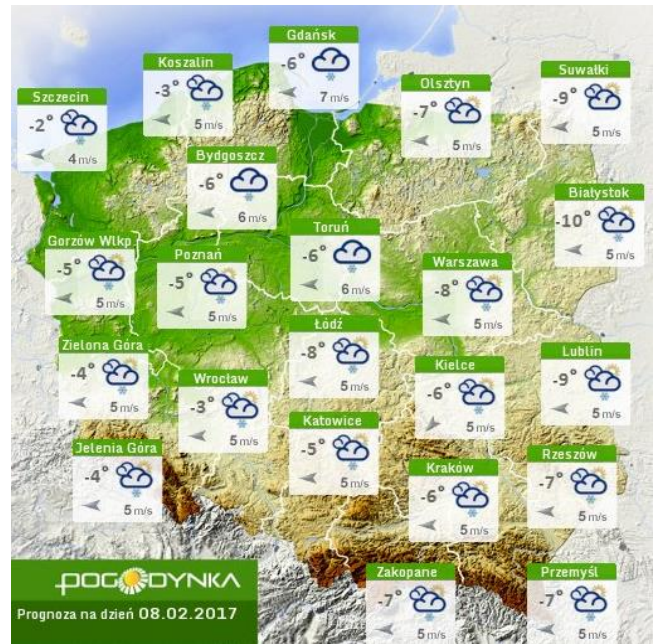 Gdańsk
-6°
7 m/s
Koszalin
-3°
5 m/s
Szczecin
-2°
4 m/s
Olsztyn
-7°
5 m/s
Suwałki
-9°
5 m/s
Bydgoszcz
-6°
6 m/s
Białystok
-10°
5 m/s
Gorzów Wlkp.
-5°
5 m/s
Poznań
-5°
5 m/s
Toruń
-6°
6 m/s
Warszawa
-8°
5 m/s
Zielona Góra
-4°
5 m/s
Łódź
-8°
5 m/s
Wrocław
-3°
5 m/s
Kielce
-6°
5 m/s
Lublin
-9°
5 m/s
Jelenia Góra
-4°
5 m/s
Katowice
-5°
5 m/s
Kraków
-6°
5 m/s
Rzeszów
-7°
5 m/s
Zakopane
-7°
5 m/s
Przemyśl
-7°
5 m/s
POGODYNKA
Prognoza na dzień 08.02.2017